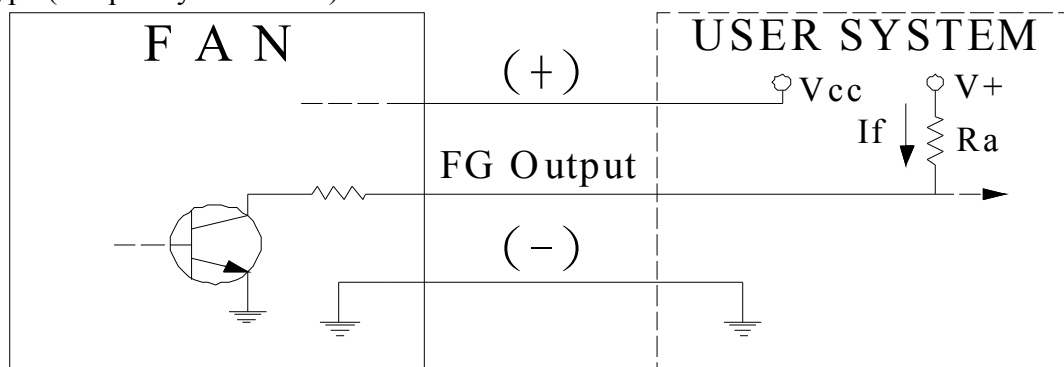 F A N
USER SYSTEM
(+)
Vcc
V+
If
Ra
FG Output
(-)